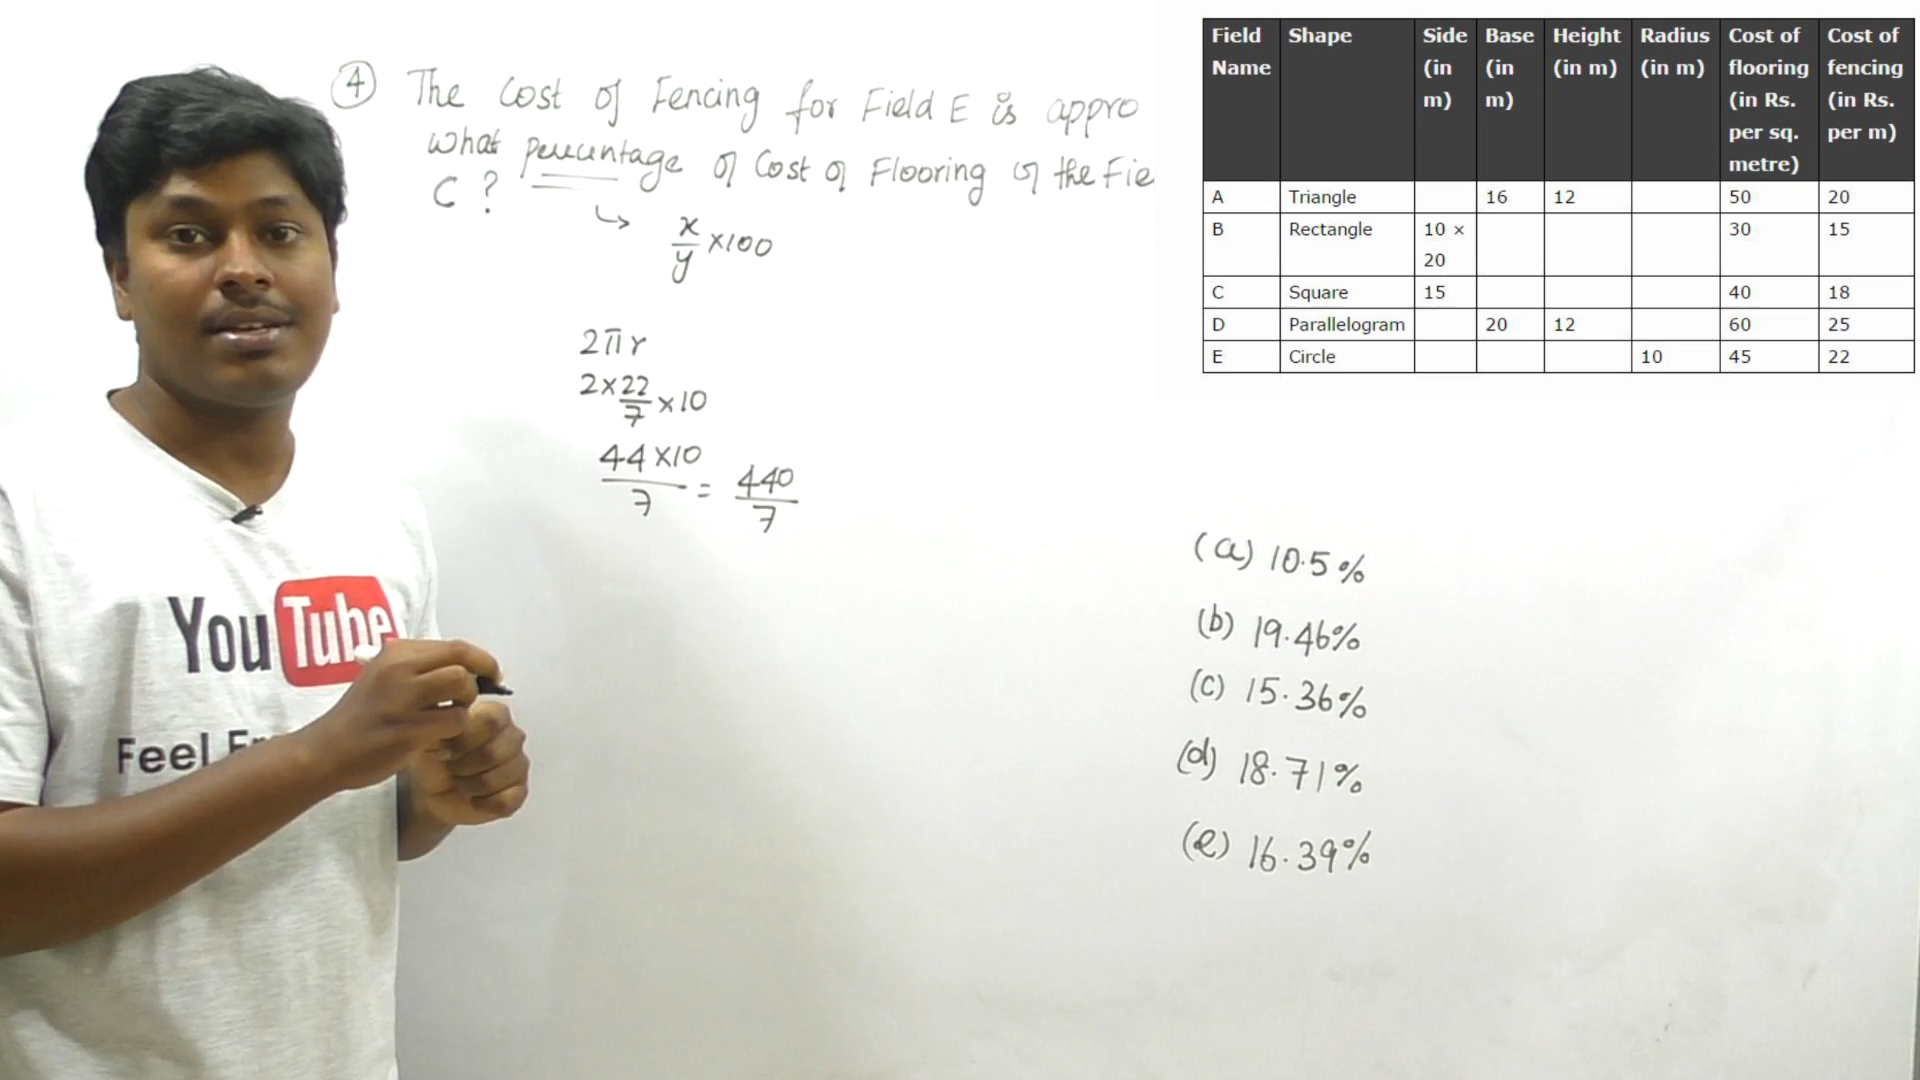 4 The Cost of Fencing for Field E is appro
what percentage of Cost of Flooring of the Fie
C ?
x/y ×100
2πr
2×22/7×10
44×10/7 = 440/7
(a) 10.5%
(b) 19.46%
(c) 15.36%
(d) 18.71%
(e) 16.39%
Field Name Shape Side (in m) Base (in m) Height (in m) Radius (in m) Cost of flooring (in Rs. per sq. metre) Cost of fencing (in Rs. per m)
A Triangle 16 12 50 20
B Rectangle 10 × 20 30 15
C Square 15 40 18
D Parallelogram 20 12 60 25
E Circle 10 45 22
YouTube
Feel